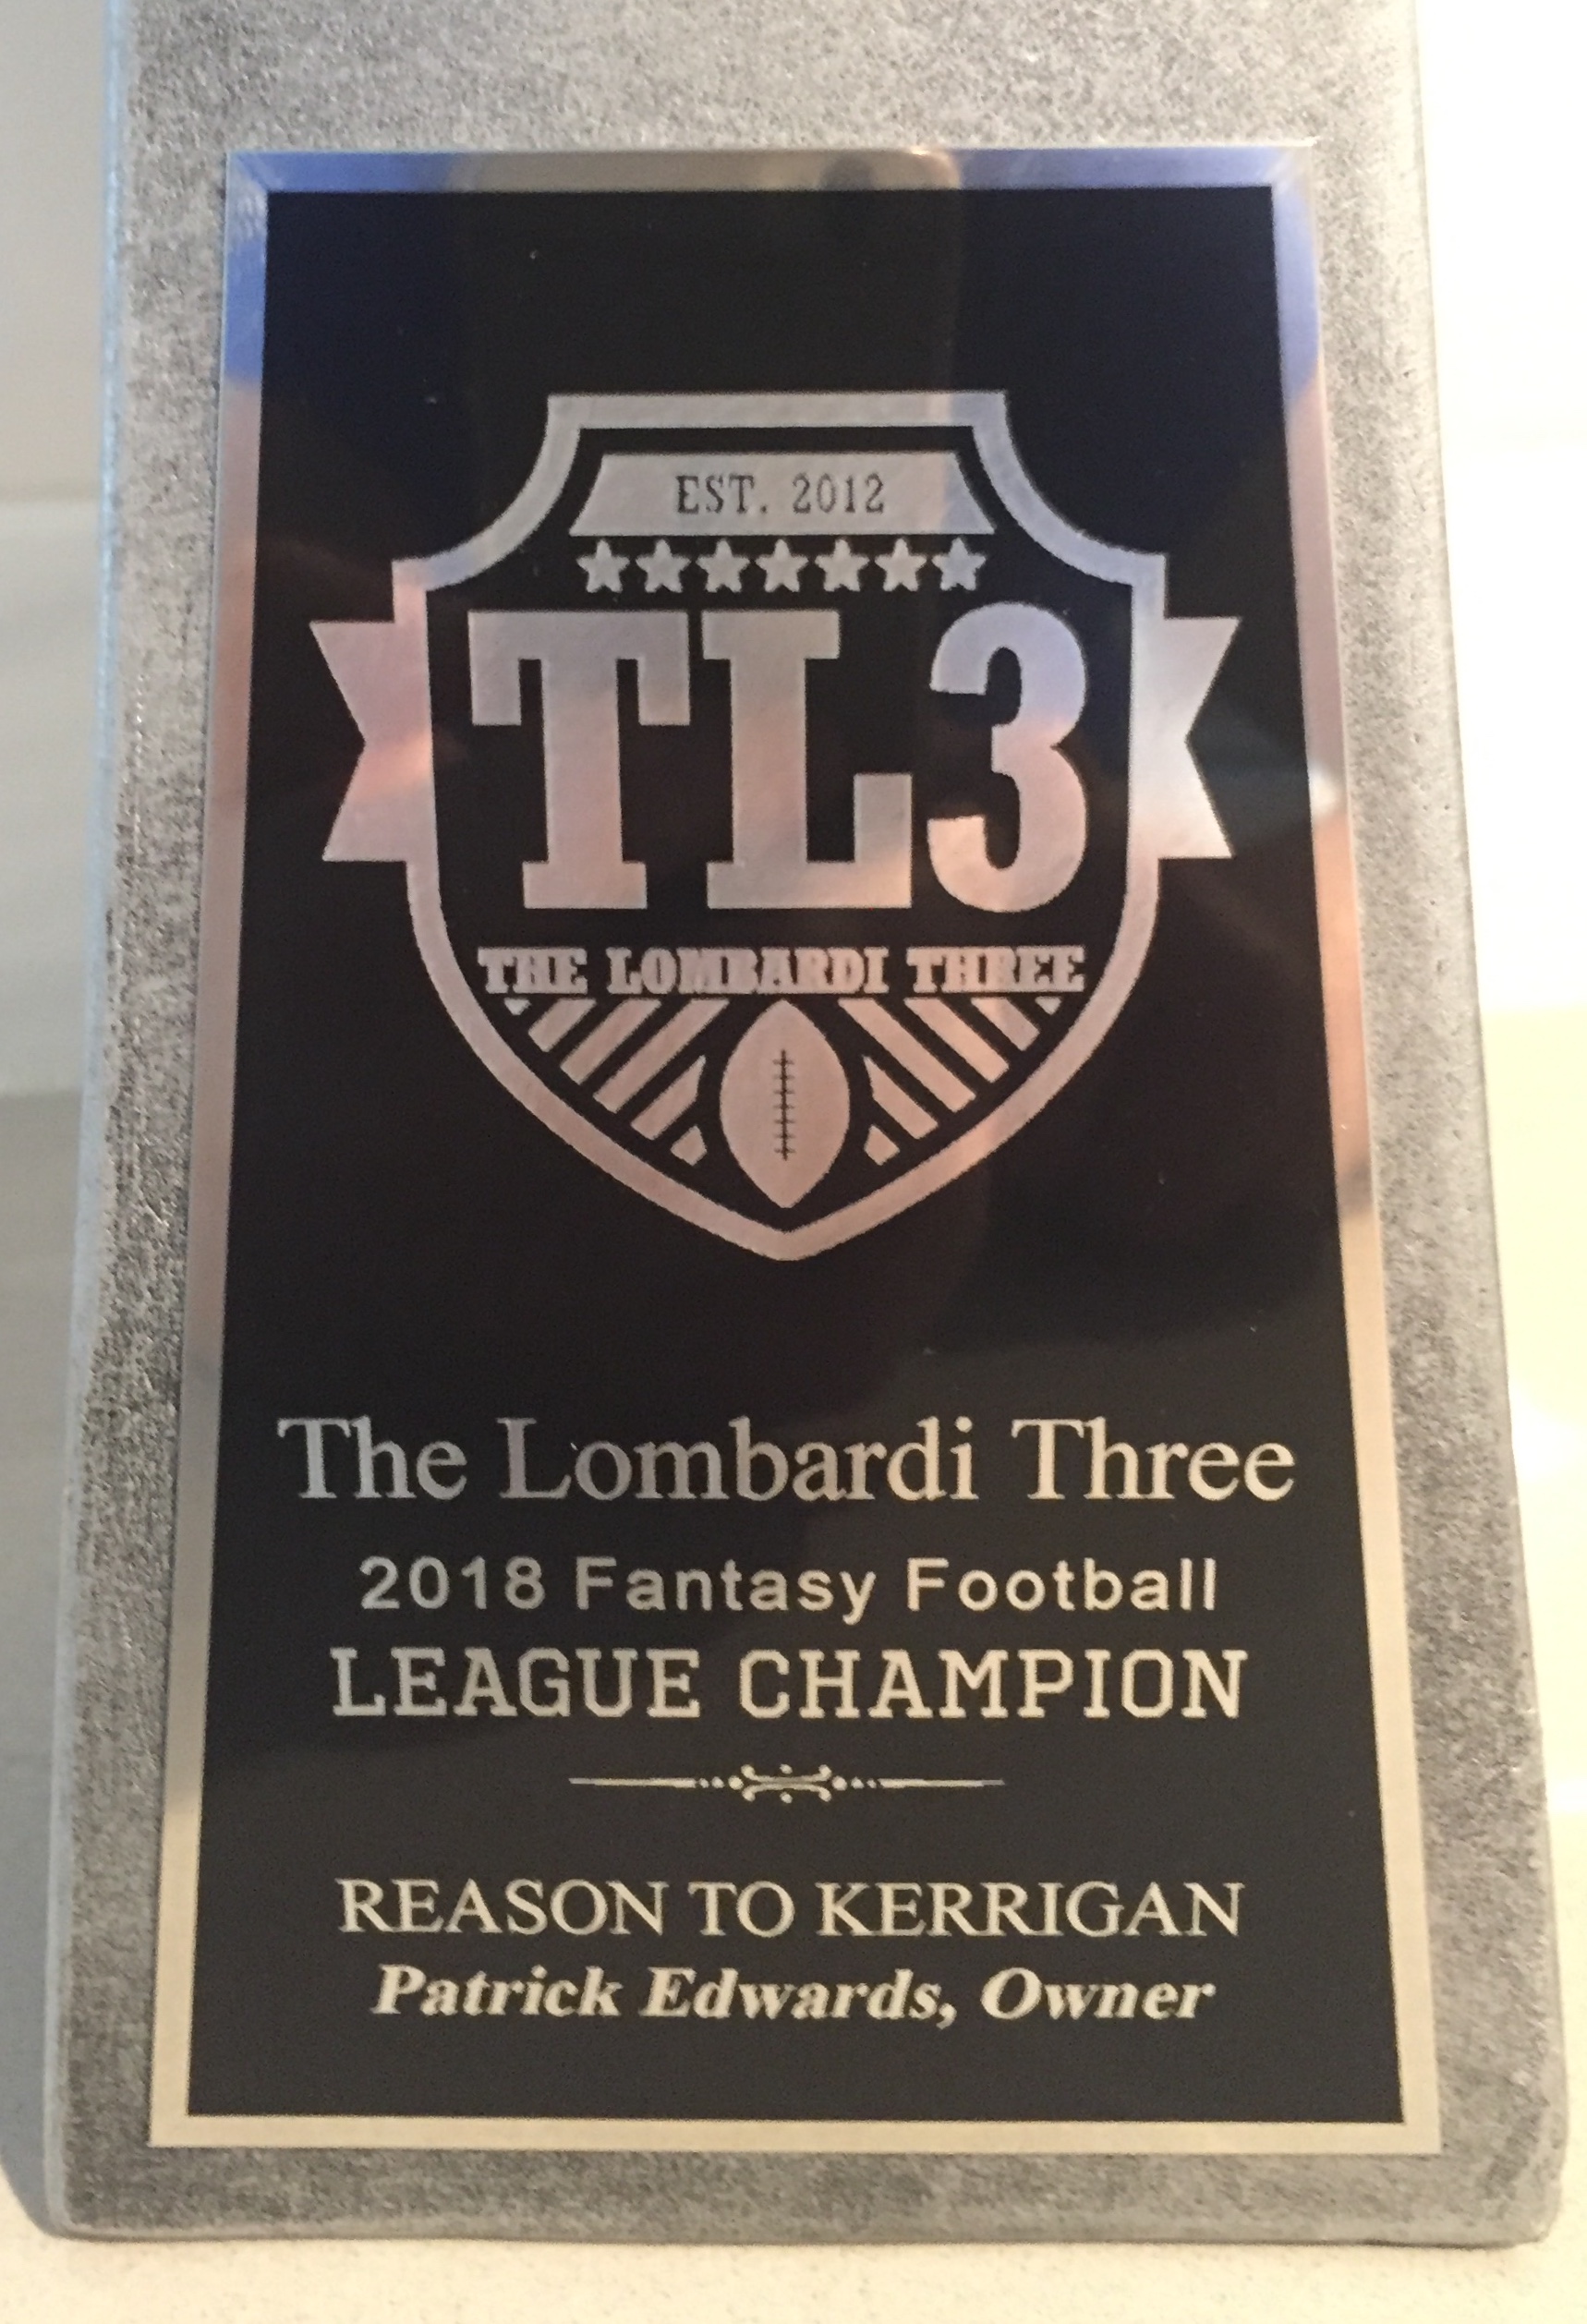 EST. 2012
TL3
THE LOMBARDI THREE
The Lombardi Three
2018 Fantasy Football
LEAGUE CHAMPION
REASON TO KERRIGAN
Patrick Edwards, Owner